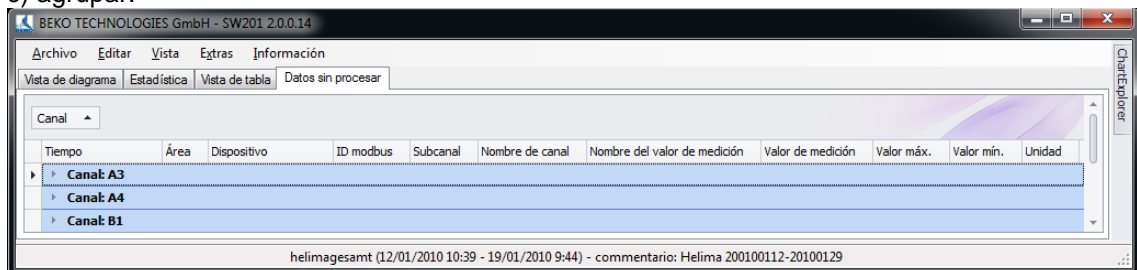 BEKO TECHNOLOGIES GmbH - SW201 2.0.0.14
Archivo Editar Vista Extras Información
Vista de diagrama Estadística Vista de tabla Datos sin procesar
ChartExplorer
Canal
Tiempo Área Dispositivo ID modbus Subcanal Nombre de canal Nombre del valor de medición Valor de medición Valor máx. Valor mín. Unidad
Canal: A3
Canal: A4
Canal: B1
helimagesamt (12/01/2010 10:39 - 19/01/2010 9:44) - commentario: Helima 200100112-20100129